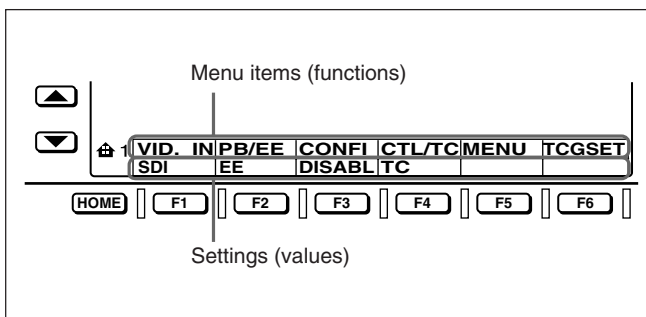 Menu items (functions)
1 VID. IN PB/EE CONFI CTL/TC MENU TCGSET
SDI EE DISABL TC
HOME F1 F2 F3 F4 F5 F6
Settings (values)